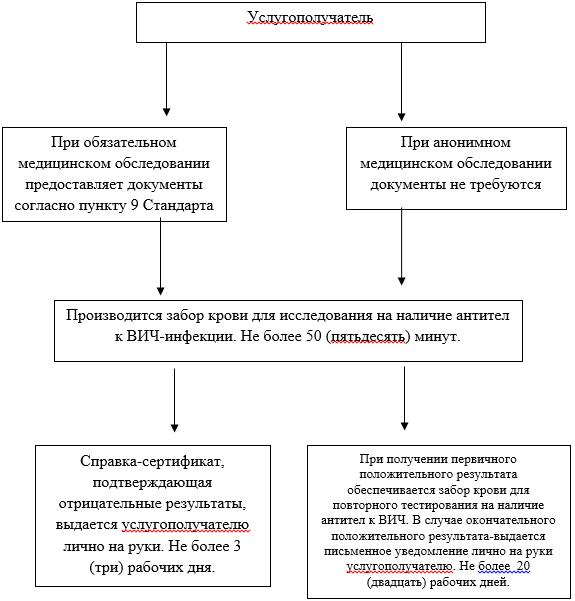 Услугополучатель
При обязательном
медицинском обследовании
предоставляет документы
согласно пункту 9 Стандарта
При анонимном
медицинском обследовании
документы не требуются
Производится забор крови для исследования на наличие антител
к ВИЧ-инфекции. Не более 50 (пятьдесять) минут.
Справка-сертификат,
подтверждающая
отрицательные результаты,
выдается услугополучателю
лично на руки. Не более 3
(три) рабочих дня.
При получении первичного
положительного результата
обеспечивается забор крови для
повторного тестирования на наличие
антител к ВИЧ. В случае окончательного
положительного результата-выдается
письменное уведомление лично на руки
услугополучателю. Не более 20
(двадцать) рабочих дней.